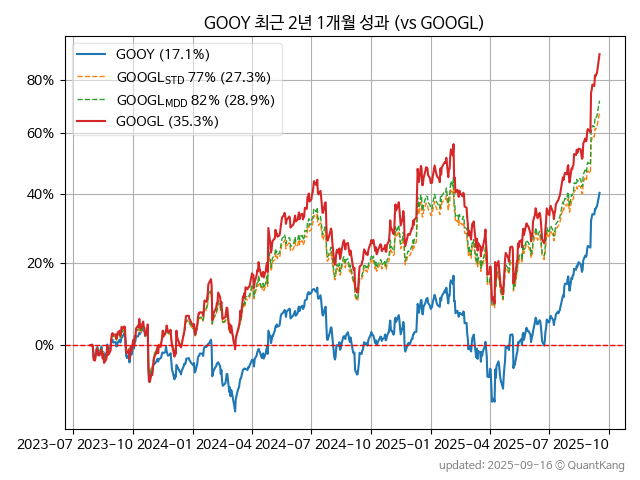 GOOY 최근 2년 1개월 성과 (vs GOOGL)
GOOY (17.1%)
GOOGL_STD 77% (27.3%)
GOOGL_MDD 82% (28.9%)
GOOGL (35.3%)
80%
60%
40%
20%
0%
2023-07 2023-10 2024-01 2024-04 2024-07 2024-10 2025-01 2025-04 2025-07 2025-10
updated: 2025-09-16 © QuantKang